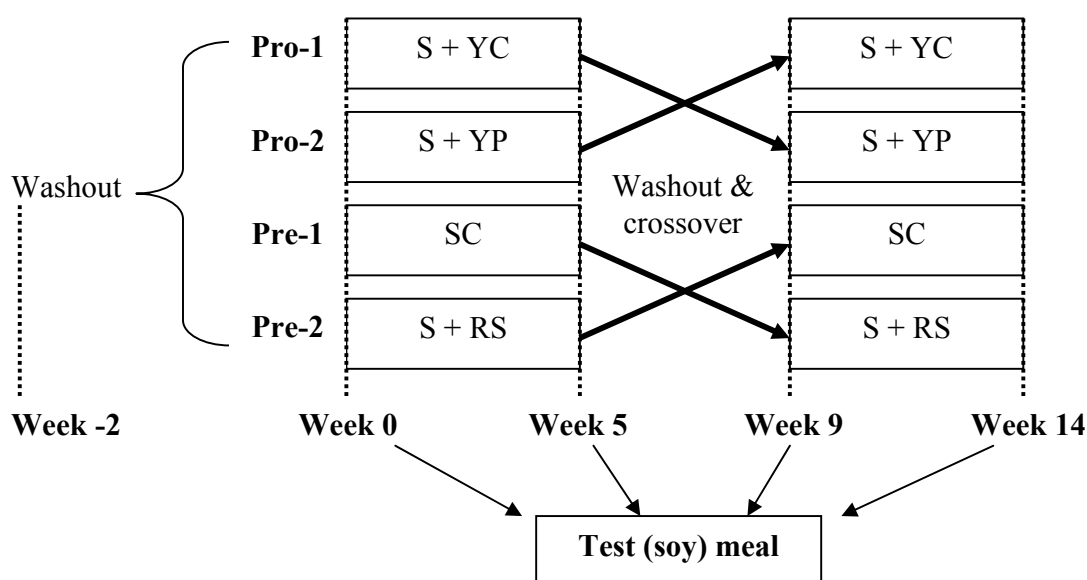 Pro-1 S + YC S + YC
Pro-2 S + YP S + YP
Washout
Washout &
crossover
Pre-1 SC SC
Pre-2 S + RS S + RS
Week -2 Week 0 Week 5 Week 9 Week 14
Test (soy) meal